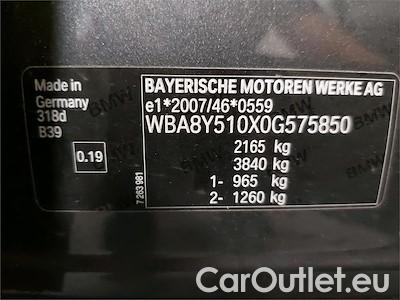 Made in
Germany
318d
B39
0.19
7 263 981
BAYERISCHE MOTOREN WERKE AG
e1*2007/46*0559
WBA8Y510X0G575850
2165 kg
3840 kg
1- 965 kg
2- 1260 kg
CarOutlet.eu